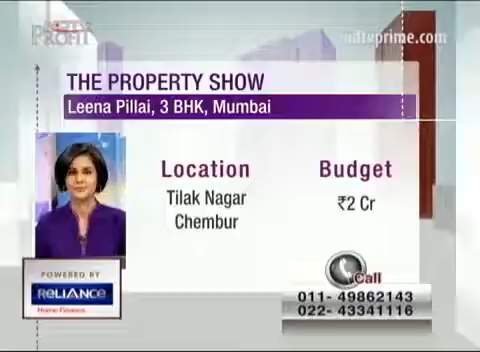 NDTV
PROFIT
ndtvprime.com
THE PROPERTY SHOW
Leena Pillai, 3 BHK, Mumbai
Location
Budget
Tilak Nagar
Chembur
₹2 Cr
POWERED BY
RELIANCE
Home Finance
Call
011- 49862143
022- 43341116